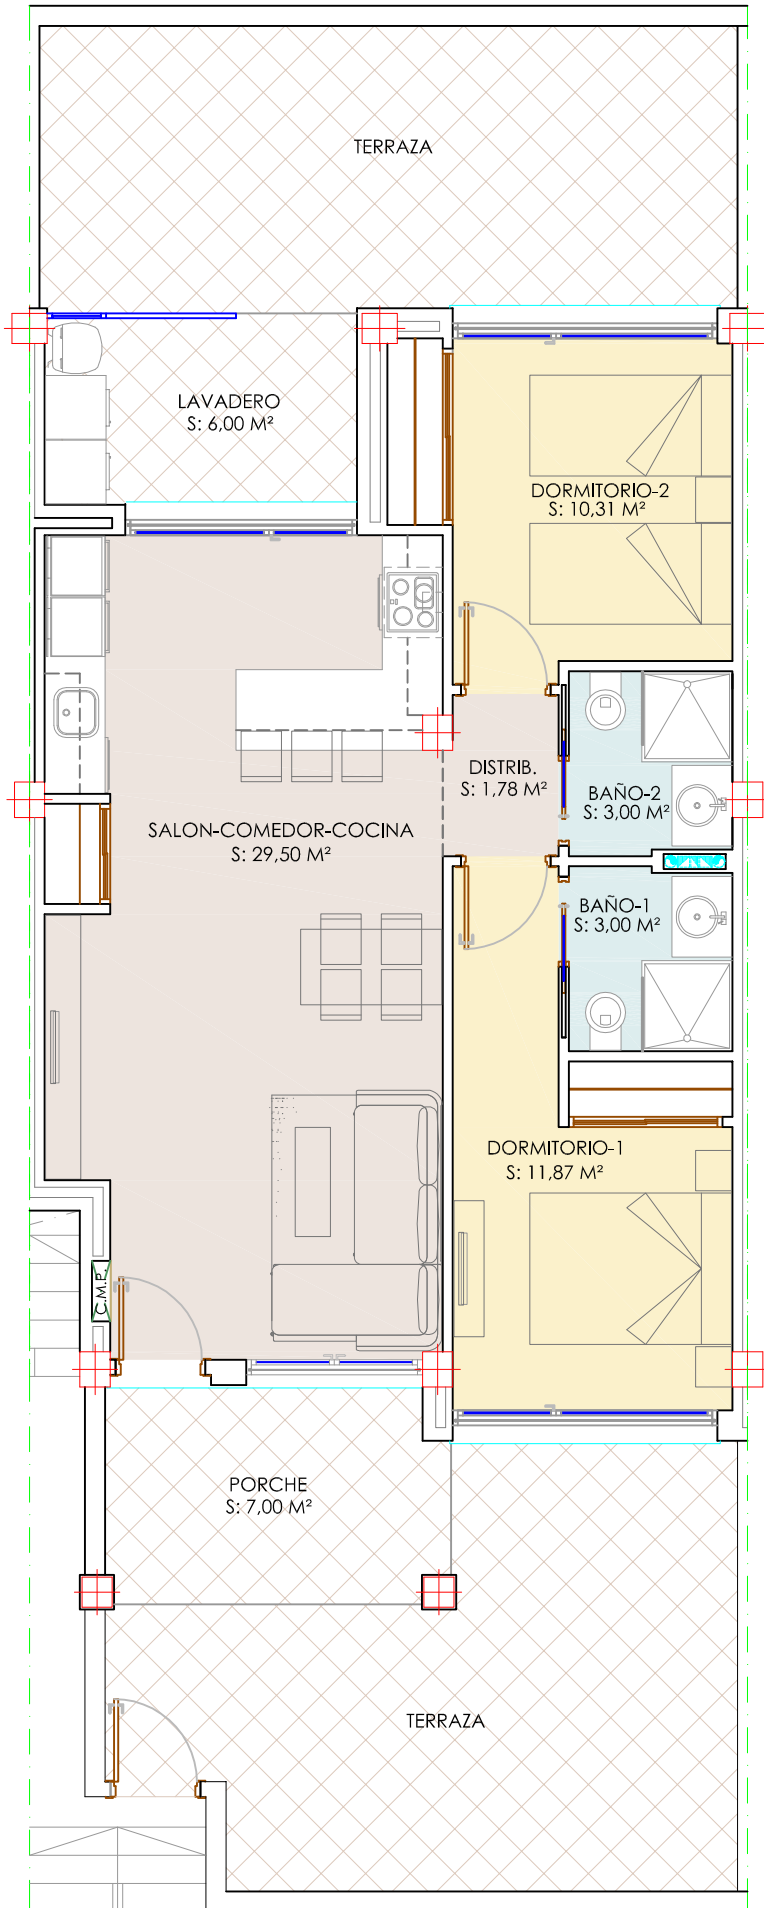 TERRAZA
LAVADERO
S: 6,00 M²
DORMITORIO-2
S: 10,31 M²
DISTRIB.
S: 1,78 M²
BAÑO-2
S: 3,00 M²
SALON-COMEDOR-COCINA
S: 29,50 M²
BAÑO-1
S: 3,00 M²
DORMITORIO-1
S: 11,87 M²
C.M.P.
PORCHE
S: 7,00 M²
TERRAZA